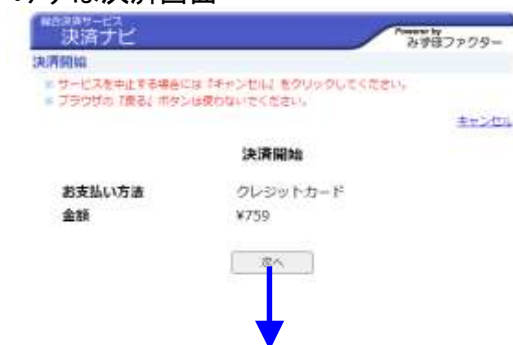 みずほ決済画面
総合決済サービス
決済ナビ
Powered by
みずほファクター
決済開始
サービスを中止する場合には「キャンセル」をクリックしてください。
ブラウザの「戻る」ボタンは使わないでください。
キャンセル
決済開始
お支払い方法 クレジットカード
金額 ¥759
次へ